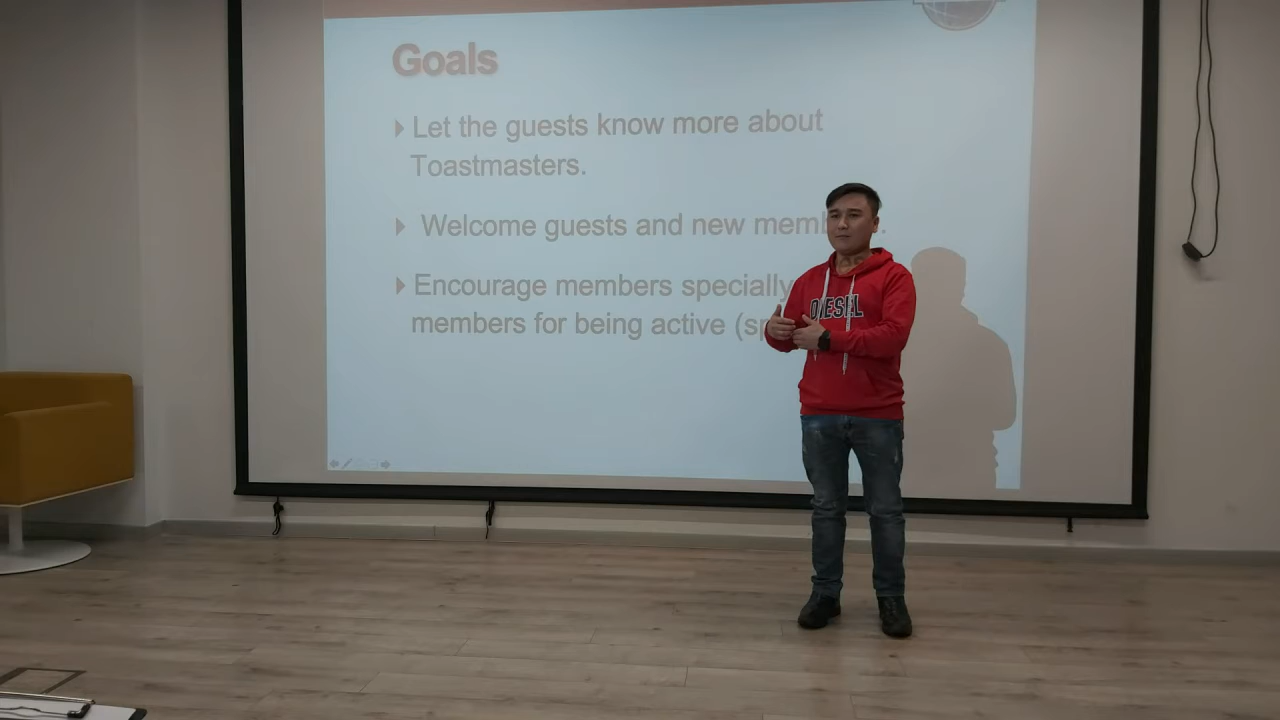 Goals
Let the guests know more about
Toastmasters.
Welcome guests and new
Encourage members specially
members for being active
DIESEL